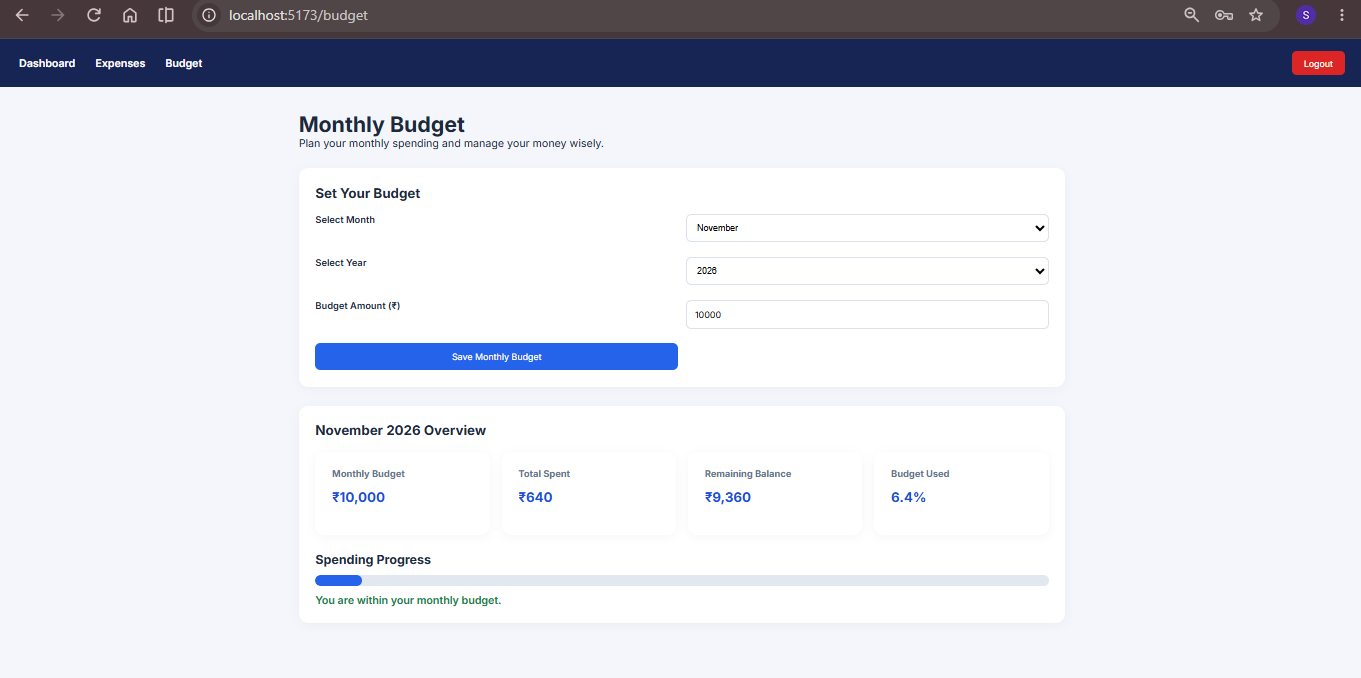 localhost:5173/budget
S
Dashboard Expenses Budget Logout
Monthly Budget
Plan your monthly spending and manage your money wisely.
Set Your Budget
Select Month November
Select Year 2026
Budget Amount (₹) 10000
Save Monthly Budget
November 2026 Overview
Monthly Budget Total Spent Remaining Balance Budget Used
₹10,000 ₹640 ₹9,360 6.4%
Spending Progress
You are within your monthly budget.